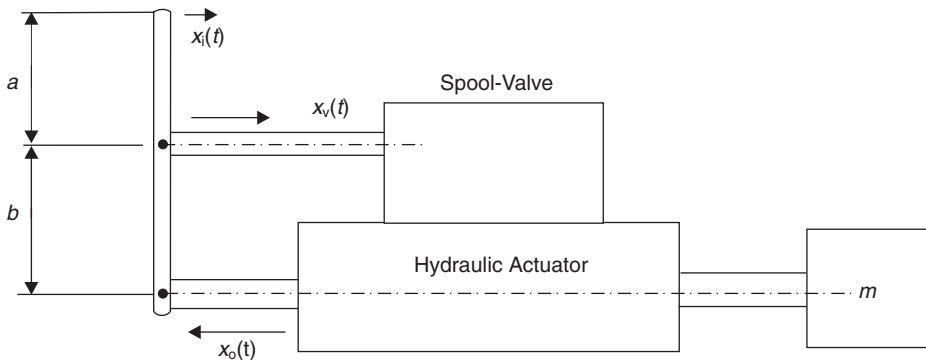 xi(t)
a
Spool-Valve
xv(t)
b
Hydraulic Actuator
m
xo(t)